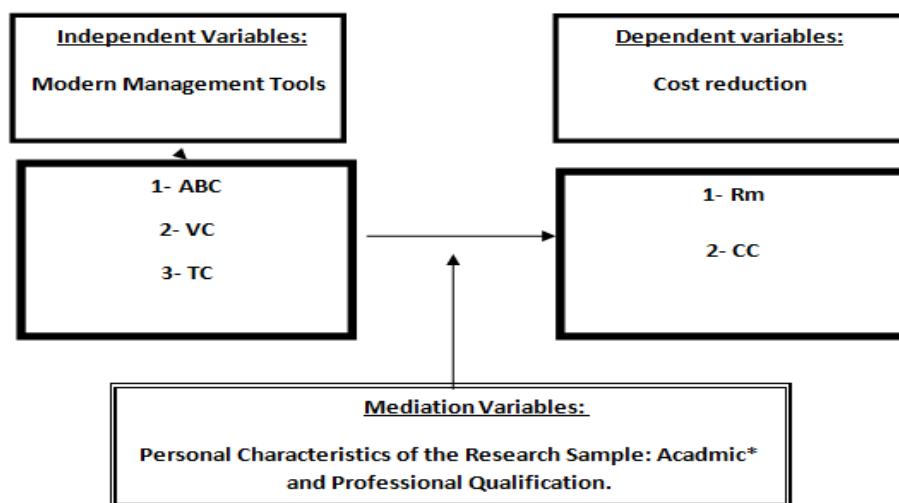 Independent Variables:
Modern Management Tools
Dependent variables:
Cost reduction
1- ABC
2- VC
3- TC
1- Rm
2- CC
Mediation Variables:
Personal Characteristics of the Research Sample: Acadmic*
and Professional Qualification.